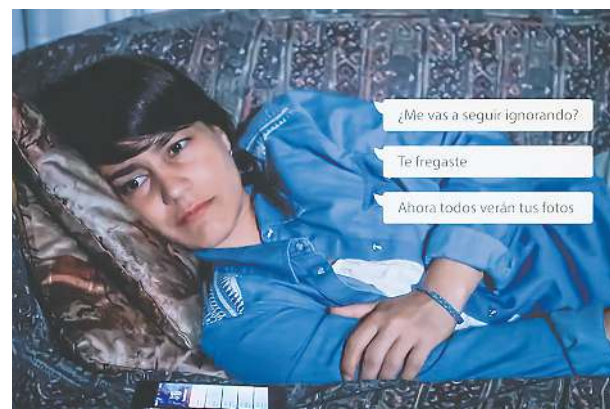 ¿Me vas a seguir ignorando?
Te fregaste
Ahora todos verán tus fotos